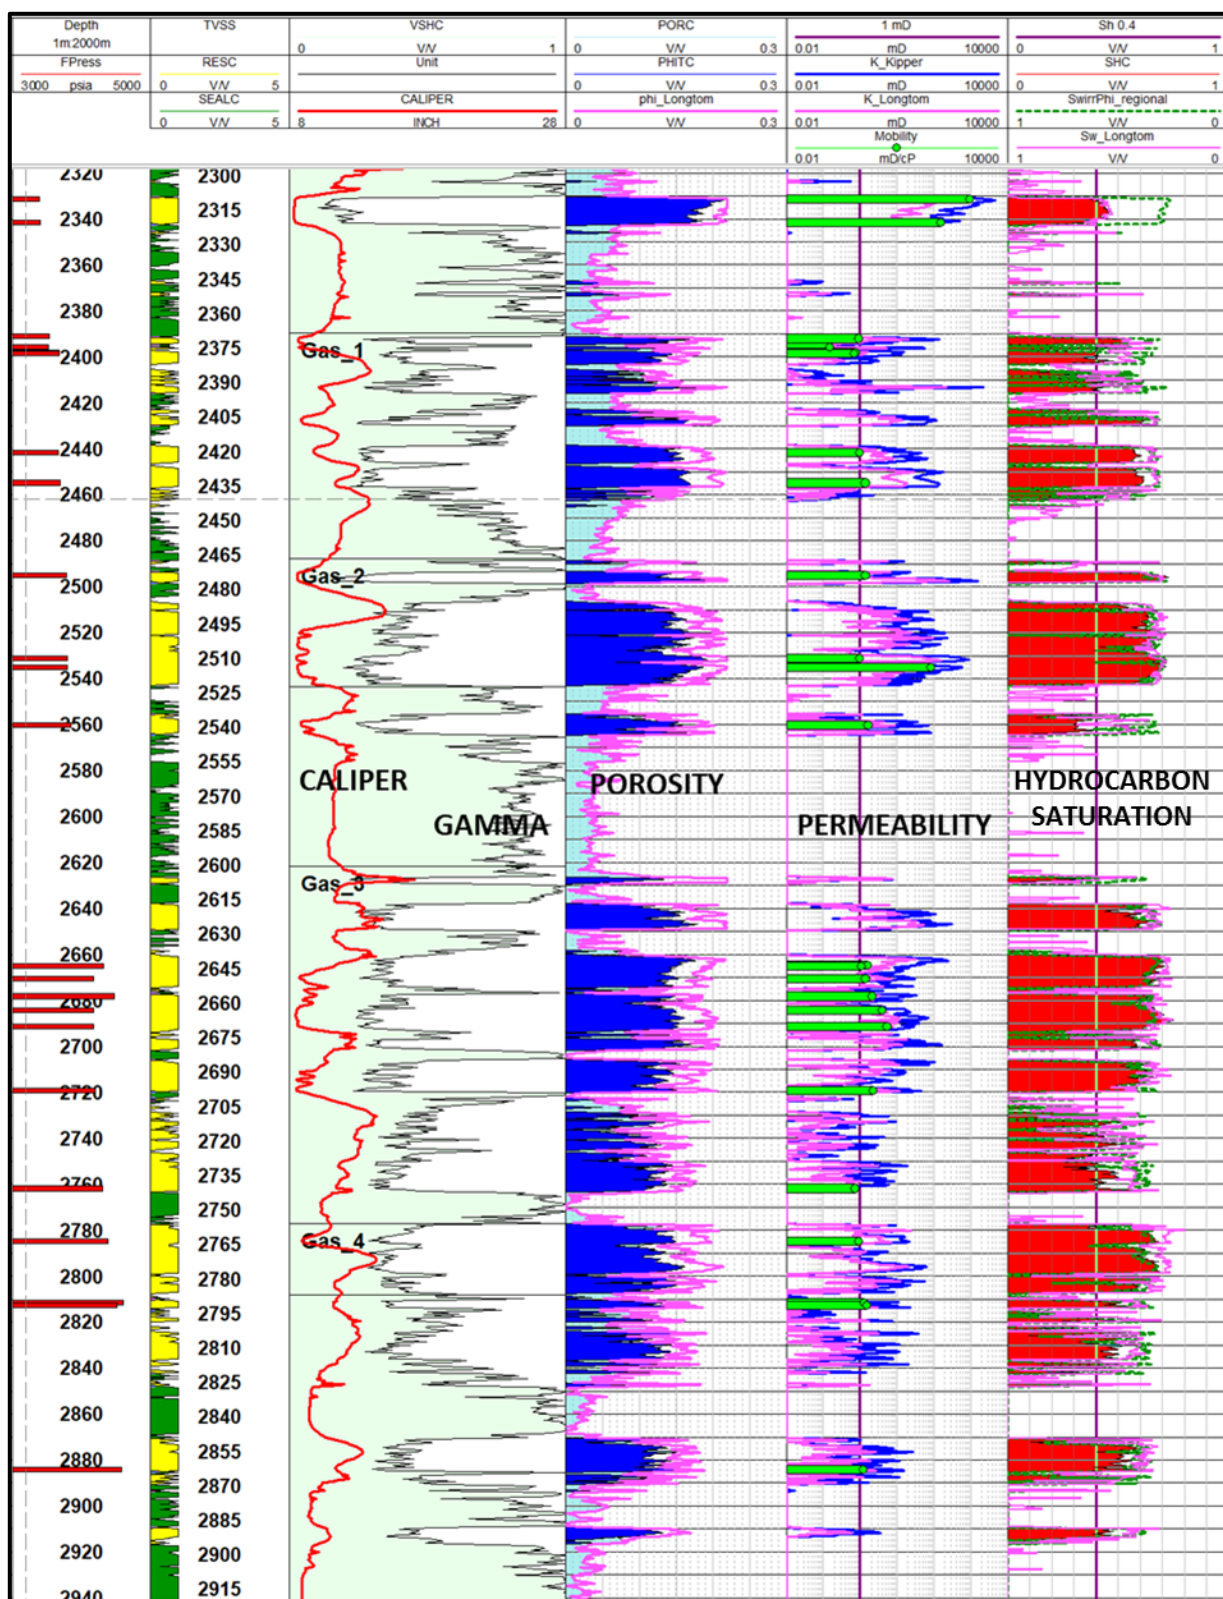 Depth TVSS VSHC PORC 1 mD Sh 0.4
1m:2000m 0 V/V 1 0 V/V 0.3 0.01 mD 10000 0 V/V 1
FPress RESC Unit PHITC K_Kipper SHC
3000 psia 5000 0 V/V 5 0 V/V 0.3 0.01 mD 10000 0 V/V 1
SEALC CALIPER phi_Longtom K_Longtom SwirrPhi_regional
0 V/V 5 8 INCH 28 0 V/V 0.3 0.01 mD 10000 1 V/V 0
Mobility Sw_Longtom
0.01 mD/cP 10000 1 V/V 0
2320 2300
2340 2315
2330
2360 2345
2380 2360
2400 2375 Gas_1
2390
2420 2405
2440 2420
2460 2435
2450
2480 2465
2500 2480 Gas_2
2520 2495
2510
2540 2525
2560 2540
2555
2580 CALIPER POROSITY HYDROCARBON
2570
2600 2585 GAMMA PERMEABILITY SATURATION
2620 2600
2615 Gas_3
2640 2630
2660 2645
2680 2660
2700 2675
2690
2720 2705
2740 2720
2760 2735
2750
2780 2765 Gas_4
2800 2780
2820 2795
2810
2840 2825
2860 2840
2880 2855
2870
2900 2885
2920 2900
2940 2915